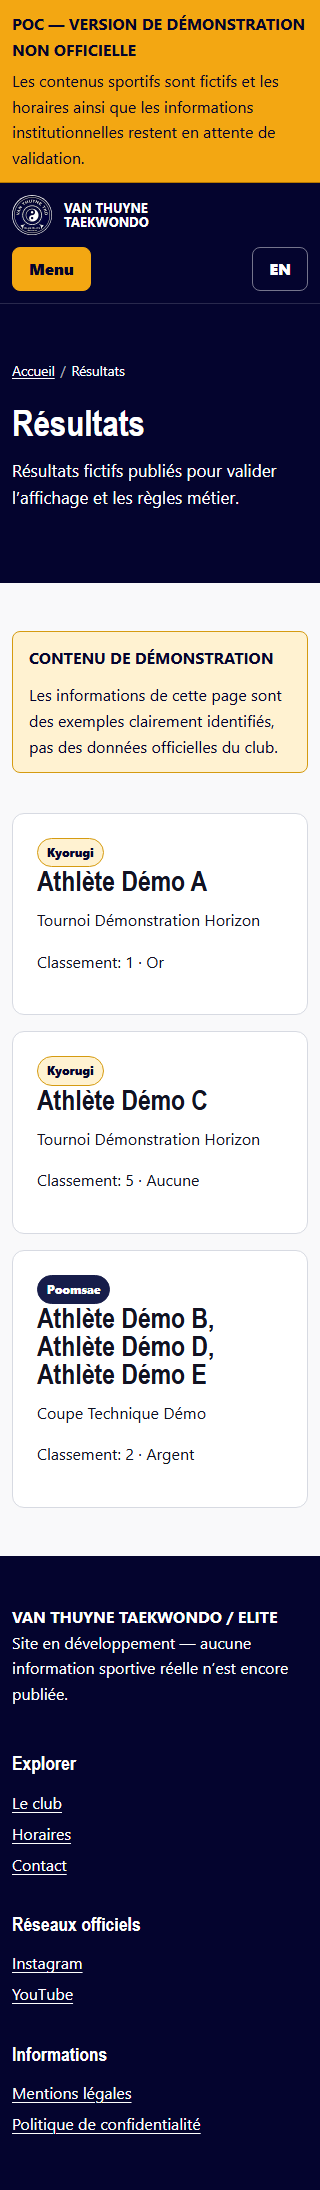 POC — VERSION DE DÉMONSTRATION
NON OFFICIELLE
Les contenus sportifs sont fictifs et les
horaires ainsi que les informations
institutionnelles restent en attente de
validation.
VAN THUYNE
TAEKWONDO
Menu
EN
Accueil / Résultats
Résultats
Résultats fictifs publiés pour valider
l’affichage et les règles métier.
CONTENU DE DÉMONSTRATION
Les informations de cette page sont
des exemples clairement identifiés,
pas des données officielles du club.
Kyorugi
Athlète Démo A
Tournoi Démonstration Horizon
Classement: 1 · Or
Kyorugi
Athlète Démo C
Tournoi Démonstration Horizon
Classement: 5 · Aucune
Poomsae
Athlète Démo B,
Athlète Démo D,
Athlète Démo E
Coupe Technique Démo
Classement: 2 · Argent
VAN THUYNE TAEKWONDO / ELITE
Site en développement — aucune
information sportive réelle n’est encore
publiée.
Explorer
Le club
Horaires
Contact
Réseaux officiels
Instagram
YouTube
Informations
Mentions légales
Politique de confidentialité